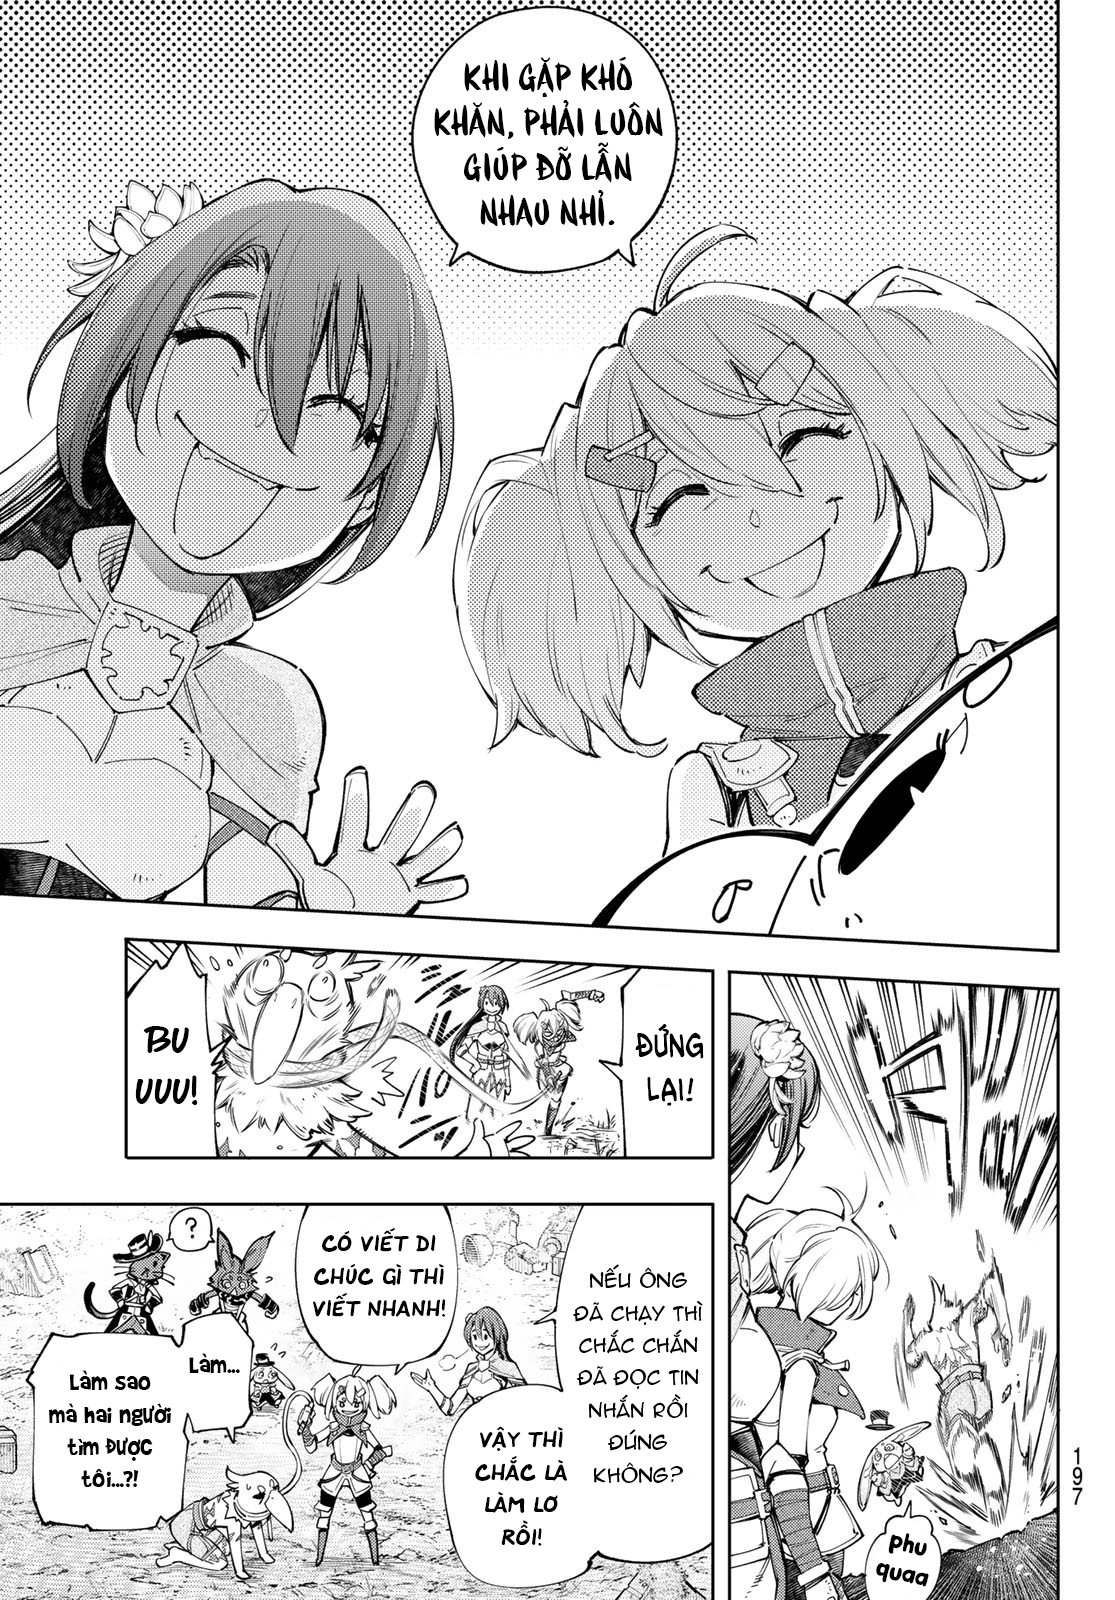 KHI GẶP KHÓ
KHĂN, PHẢI LUÔN
GIÚP ĐỠ LẪN
NHAU NHỈ.
phu
quaa
ĐỨNG
LẠI!
BU
UUU!
NẾU ÔNG
ĐÃ CHẠY THÌ
CHẮC CHẮN
ĐÃ ĐỌC TIN
NHẮN RỒI
ĐÚNG
KHÔNG?
VẬY THÌ
CHẮC LÀ
LÀM LƠ
RỒI!
CÓ VIẾT DI
CHÚC GÌ THÌ
VIẾT NHANH!
?
Làm...
Làm sao
mà hai người
tìm Được
tôi...?!
197